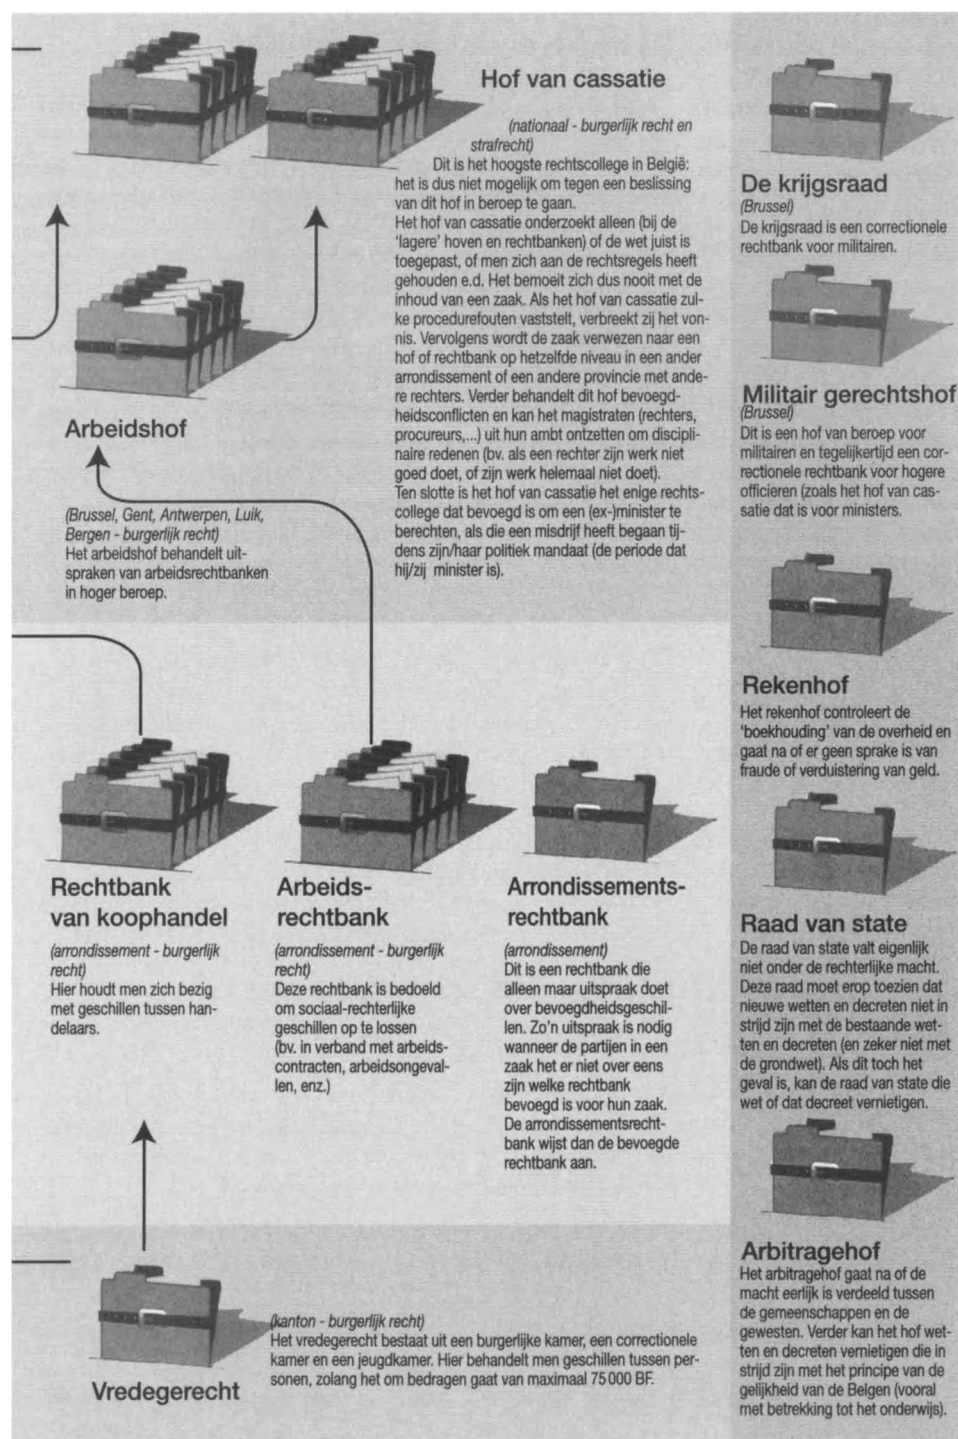 Hof van cassatie
(nationaal - burgerlijk recht en
strafrecht)
Dit is het hoogste rechtscollege in België:
het is dus niet mogelijk om tegen een beslissing
van dit hof in beroep te gaan.
Het hof van cassatie onderzoekt alleen (bij de
'lagere' hoven en rechtbanken) of de wet juist is
toegepast, of men zich aan de rechtsregels heeft
gehouden e.d. Het bemoeit zich dus nooit met de
inhoud van een zaak. Als het hof van cassatie zul-
ke procedurefouten vaststelt, verbreekt zij het von-
nis. Vervolgens wordt de zaak verwezen naar een
hof of rechtbank op hetzelfde niveau in een ander
arrondissement of een andere provincie met ande-
re rechters. Verder behandelt dit hof bevoegd-
heidsconflicten en kan het magistraten (rechters,
procureurs,...) uit hun ambt ontzetten om discipli-
naire redenen (bv. als een rechter zijn werk niet
goed doet, of zijn werk helemaal niet doet).
Ten slotte is het hof van cassatie het enige rechts-
college dat bevoegd is om een (ex-)minister te
berechten, als die een misdrijf heeft begaan tij-
dens zijn/haar politiek mandaat (de periode dat
hij/zij minister is).
Arbeidshof
(Brussel, Gent, Antwerpen, Luik,
Bergen - burgerlijk recht)
Het arbeidshof behandelt uit-
spraken van arbeidsrechtbanken
in hoger beroep.
Rechtbank
van koophandel
(arrondissement - burgerlijk
recht)
Hier houdt men zich bezig
met geschillen tussen han-
delaars.
Arbeids-
rechtbank
(arrondissement - burgerlijk
recht)
Deze rechtbank is bedoeld
om sociaal-rechterlijke
geschillen op te lossen
(bv. in verband met arbeids-
contracten, arbeidsongeval-
len, enz.)
Arrondissements-
rechtbank
(arrondissement)
Dit is een rechtbank die
alleen maar uitspraak doet
over bevoegdheidsgeschil-
len. Zo'n uitspraak is nodig
wanneer de partijen in een
zaak het er niet over eens
zijn welke rechtbank
bevoegd is voor hun zaak.
De arrondissementsrecht-
bank wijst dan de bevoegde
rechtbank aan.
Vredegerecht
(kanton - burgerlijk recht)
Het vredegerecht bestaat uit een burgerlijke kamer, een correctionele
kamer en een jeugdkamer. Hier behandelt men geschillen tussen per-
sonen, zolang het om bedragen gaat van maximaal 75 000 BF.
De krijgsraad
(Brussel)
De krijgsraad is een correctionele
rechtbank voor militairen.
Militair gerechtshof
(Brussel)
Dit is een hof van beroep voor
militairen en tegelijkertijd een cor-
rectionele rechtbank voor hogere
officieren (zoals het hof van cas-
satie dat is voor ministers.
Rekenhof
Het rekenhof controleert de
'boekhouding' van de overheid en
gaat na of er geen sprake is van
fraude of verduistering van geld.
Raad van state
De raad van state valt eigenlijk
niet onder de rechterlijke macht.
Deze raad moet erop toezien dat
nieuwe wetten en decreten niet in
strijd zijn met de bestaande wet-
ten en decreten (en zeker niet met
de grondwet). Als dit toch het
geval is, kan de raad van state die
wet of dat decreet vernietigen.
Arbitragehof
Het arbitragehof gaat na of de
macht eerlijk is verdeeld tussen
de gemeenschappen en de
gewesten. Verder kan het hof wet-
ten en decreten vernietigen die in
strijd zijn met het principe van de
gelijkheid van de Belgen (vooral
met betrekking tot het onderwijs).